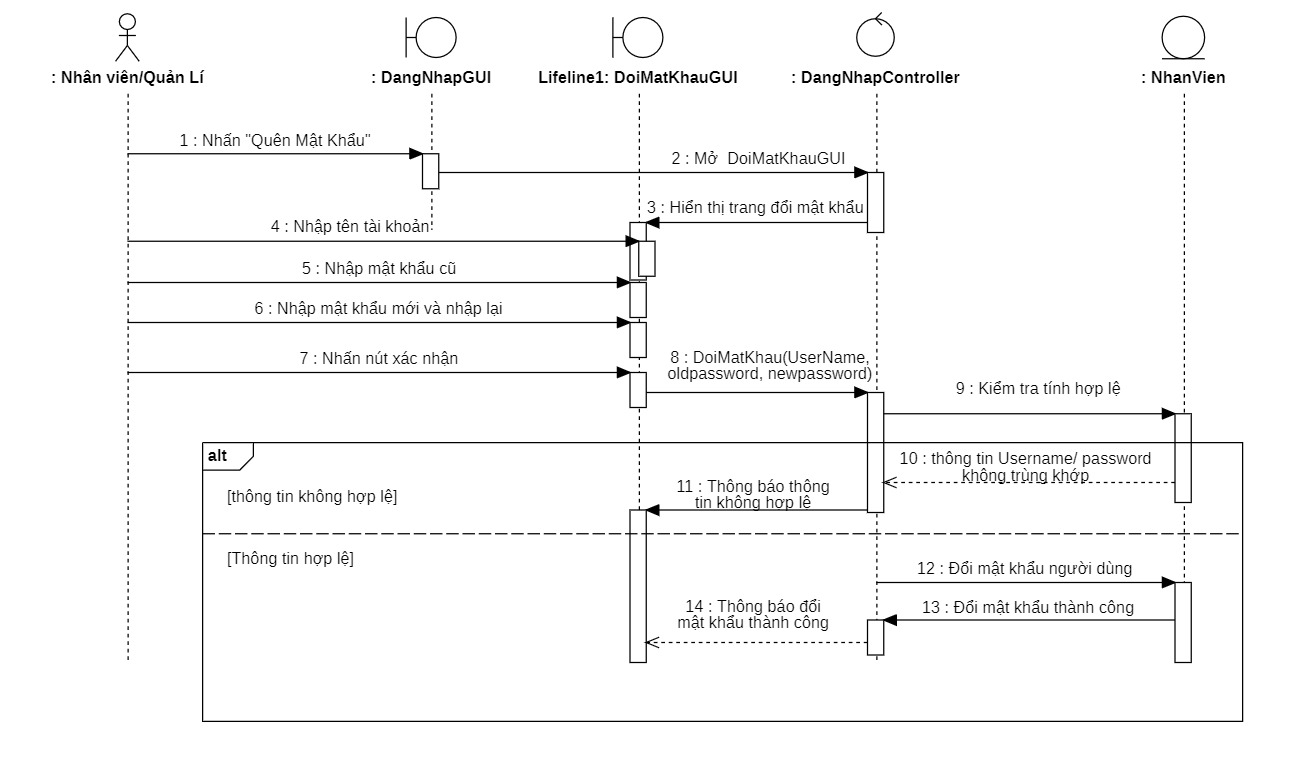 : Nhân viên/Quản Lí
: DangNhapGUI
Lifeline1: DoiMatKhauGUI
: DangNhapController
: NhanVien
1 : Nhấn "Quên Mật Khẩu"
2 : Mở  DoiMatKhauGUI
3 : Hiển thị trang đổi mật khẩu
4 : Nhập tên tài khoản
5 : Nhập mật khẩu cũ
6 : Nhập mật khẩu mới và nhập lại
7 : Nhấn nút xác nhận
8 : DoiMatKhau(UserName,
oldpassword, newpassword)
9 : Kiểm tra tính hợp lệ
alt
10 : thông tin Username/ password
không trùng khớp
[thông tin không hợp lệ]
11 : Thông báo thông
tin không hợp lê
[Thông tin hợp lệ]
12 : Đổi mật khẩu người dùng
13 : Đổi mật khẩu thành công
14 : Thông báo đổi
mật khẩu thành công